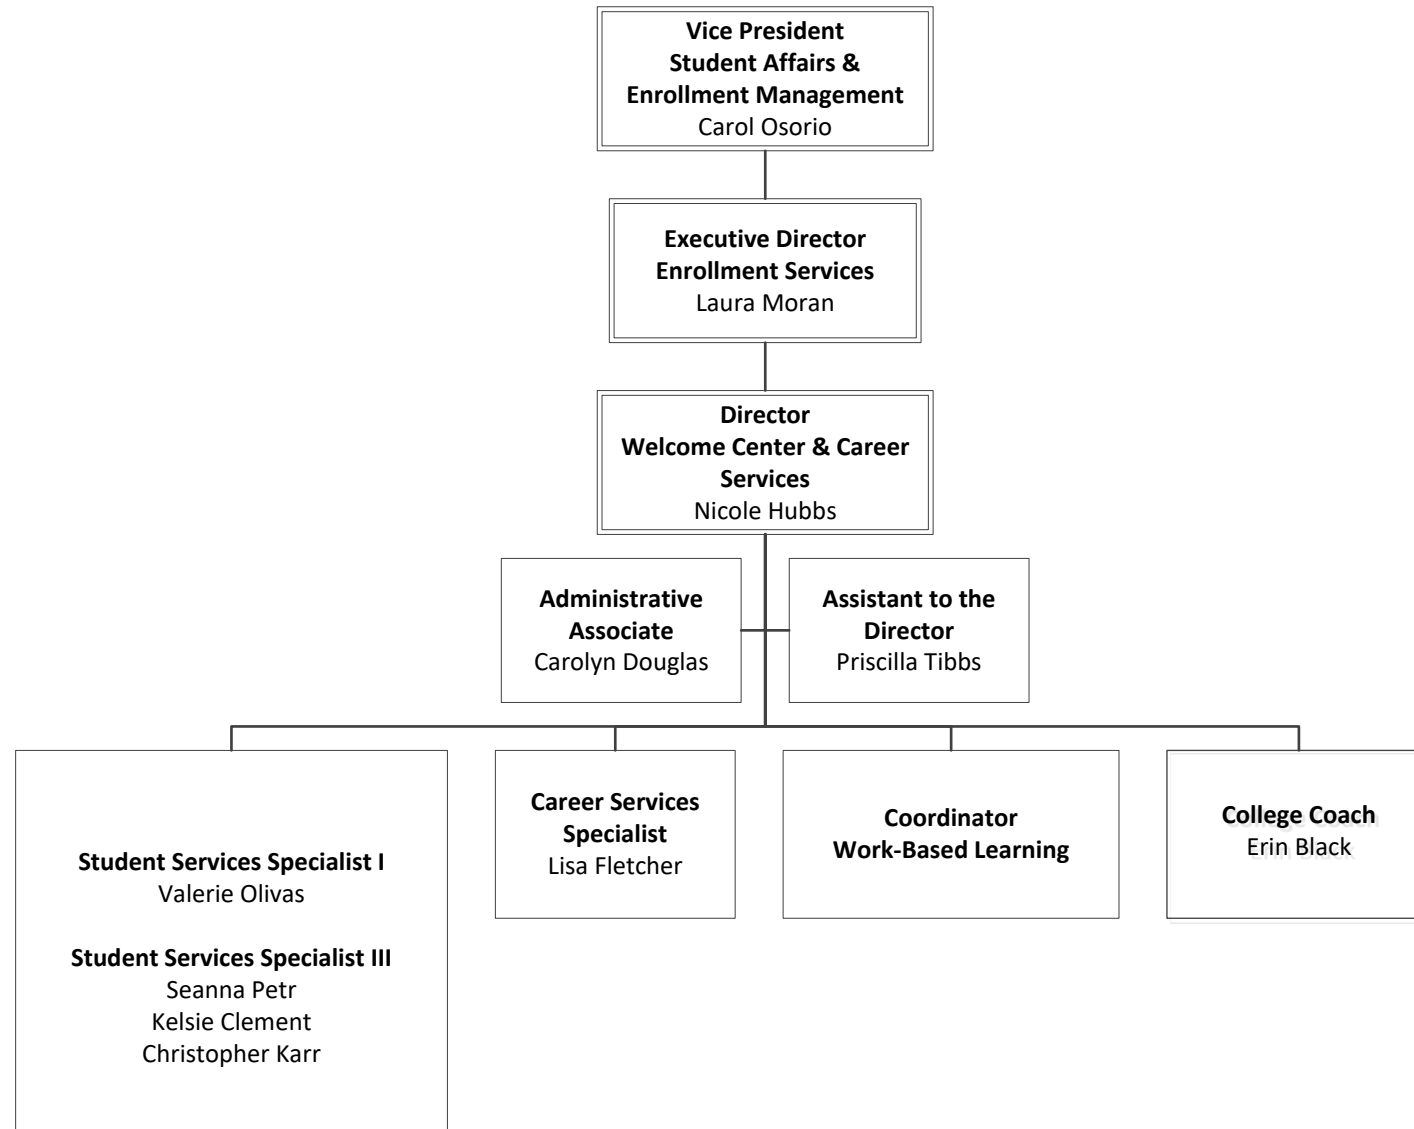 Vice President
Student Affairs &
Enrollment Management
Carol Osorio
Executive Director
Enrollment Services
Laura Moran
Director
Welcome Center & Career
Services
Nicole Hubbs
Administrative
Associate
Carolyn Douglas
Assistant to the
Director
Priscilla Tibbs
Student Services Specialist I
Valerie Olivas
Student Services Specialist III
Seanna Petr
Kelsie Clement
Christopher Karr
Career Services
Specialist
Lisa Fletcher
Coordinator
Work-Based Learning
College Coach
Erin Black